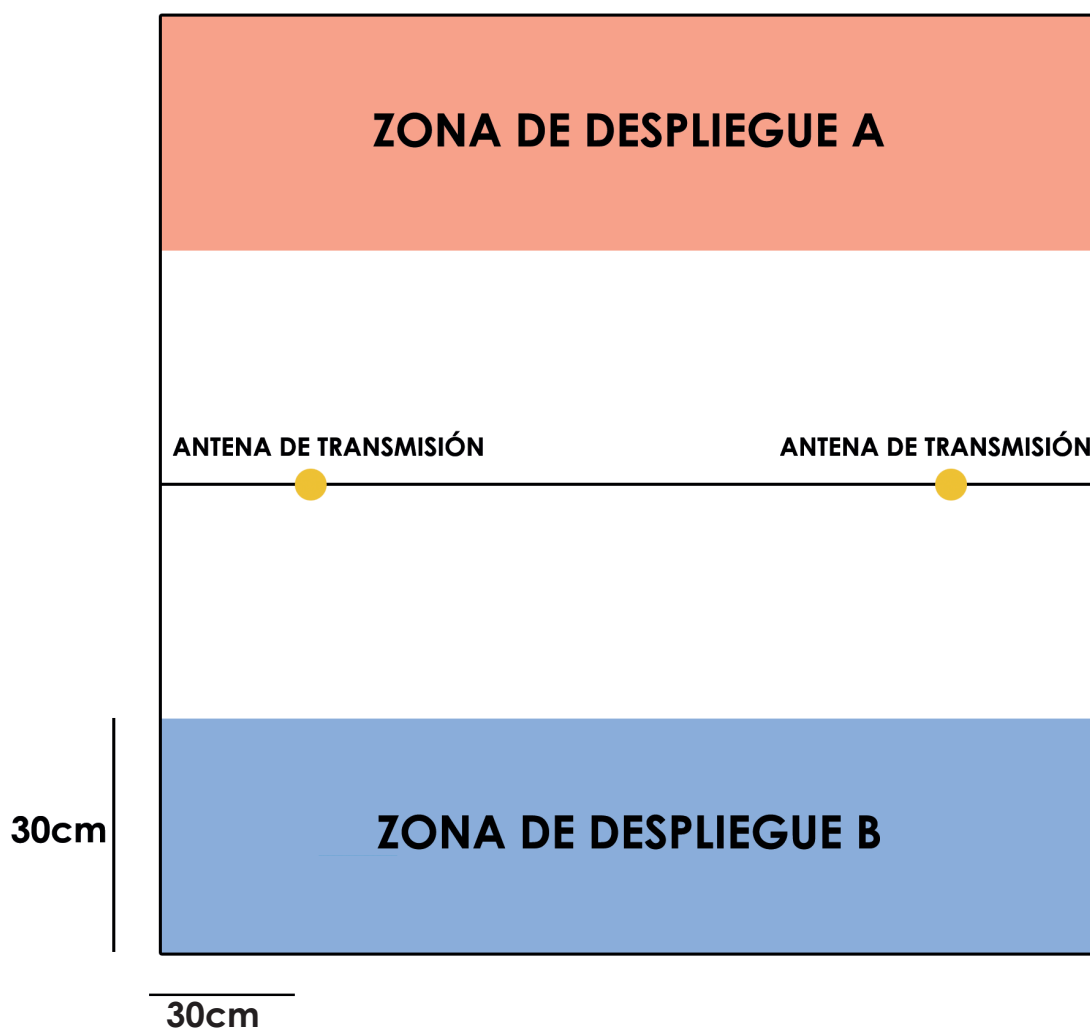 ZONA DE DESPLIEGUE A
ANTENA DE TRANSMISIÓN
ANTENA DE TRANSMISIÓN
30cm
ZONA DE DESPLIEGUE B
30cm